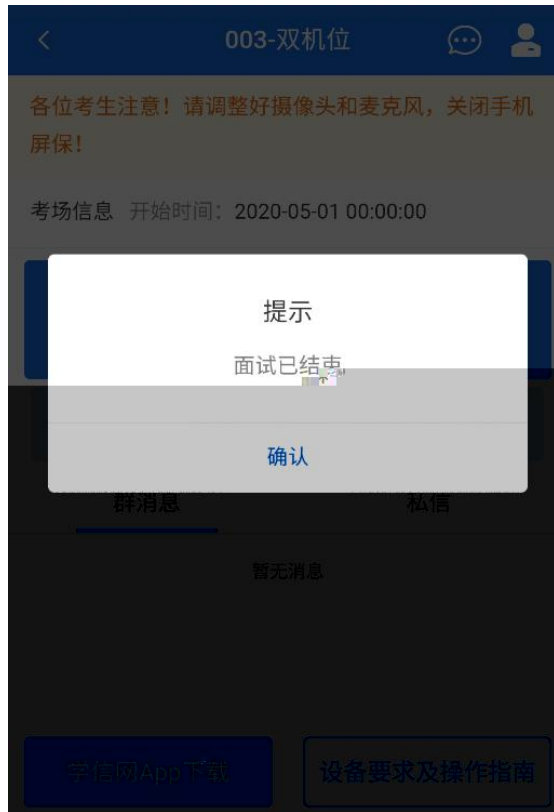 003-双机位
各位考生注意！请调整好摄像头和麦克风，关闭手机
屏保！
考场信息 开始时间：2020-05-01 00:00:00
提示
面试已结束
确认
群消息 私信
暂无消息
学信网App下载 设备要求及操作指南